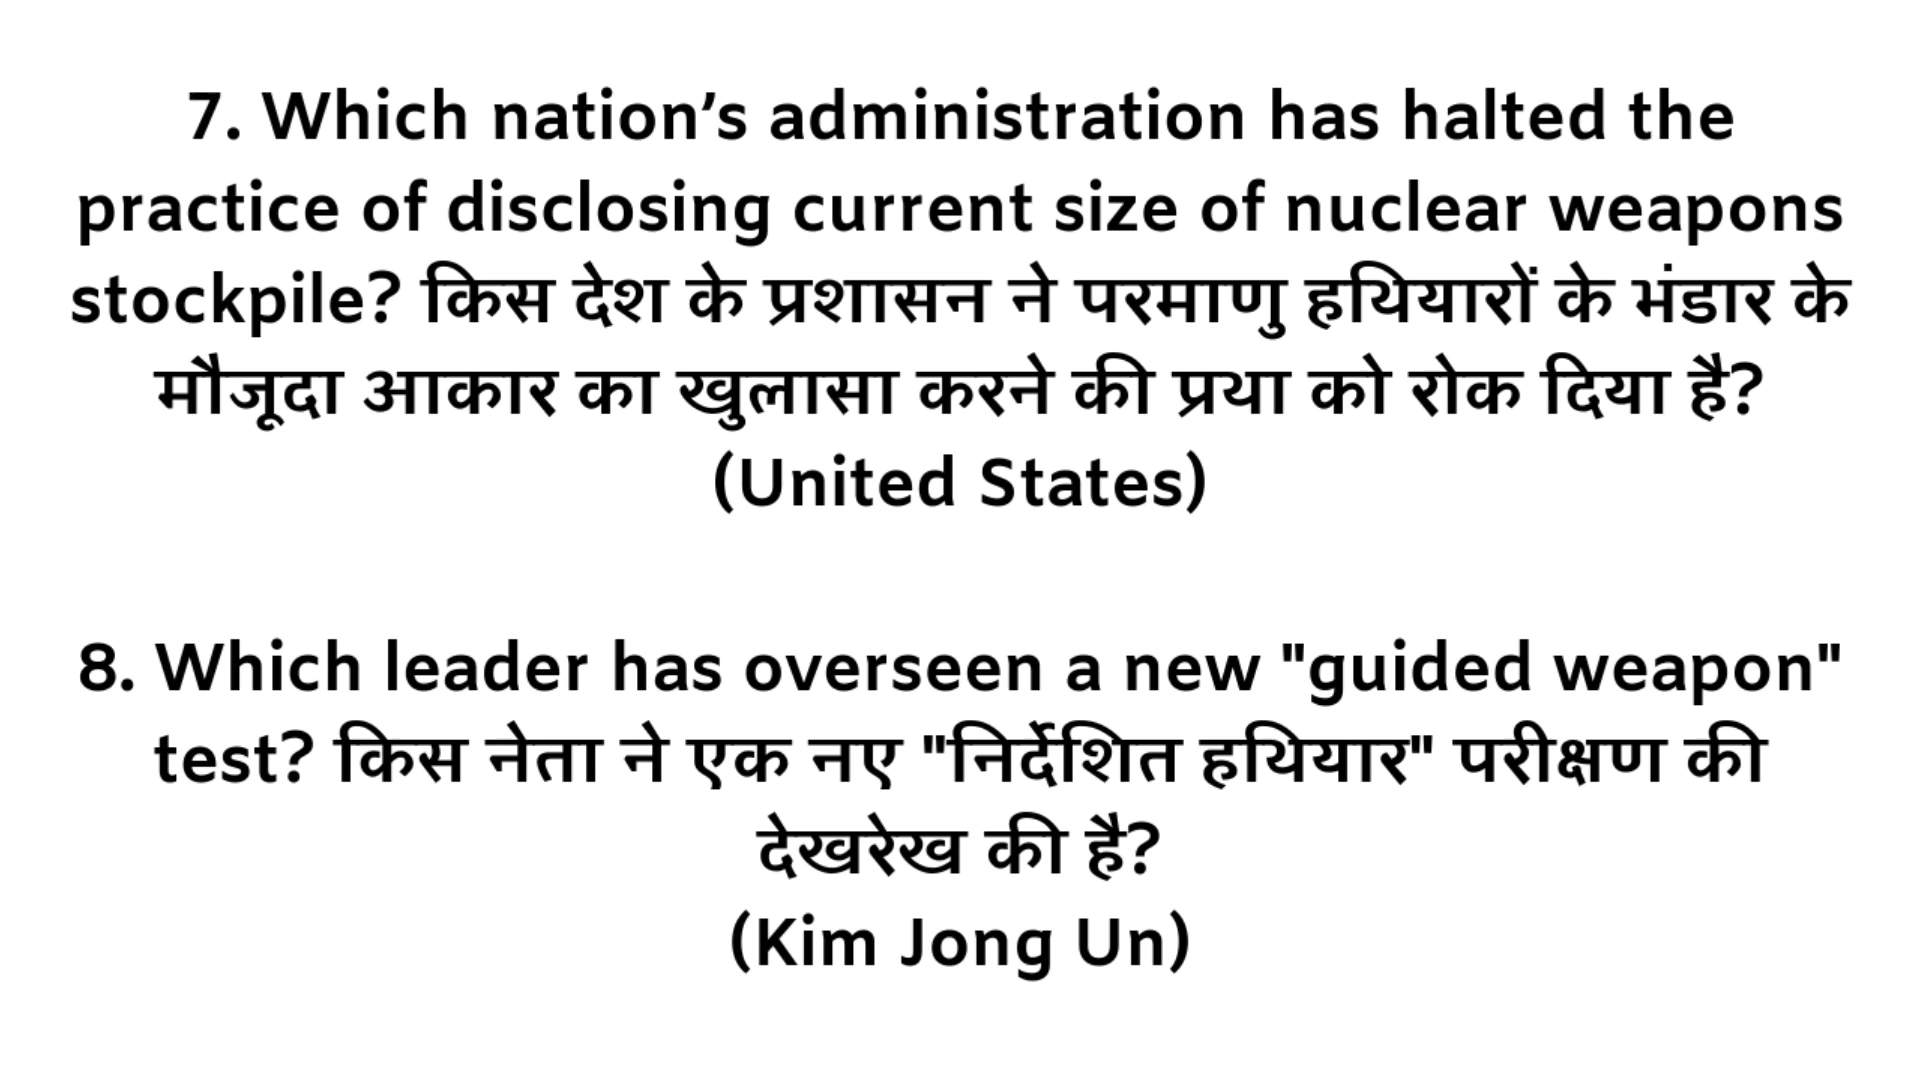 7. Which nation’s administration has halted the
practice of disclosing current size of nuclear weapons
stockpile? किस देश के प्रशासन ने परमाणु हथियारों के भंडार के
मौजूदा आकार का खुलासा करने की प्रथा को रोक दिया है?
(United States)
8. Which leader has overseen a new "guided weapon"
test? किस नेता ने एक नए "निर्देशित हथियार" परीक्षण की
देखरेख की है?
(Kim Jong Un)